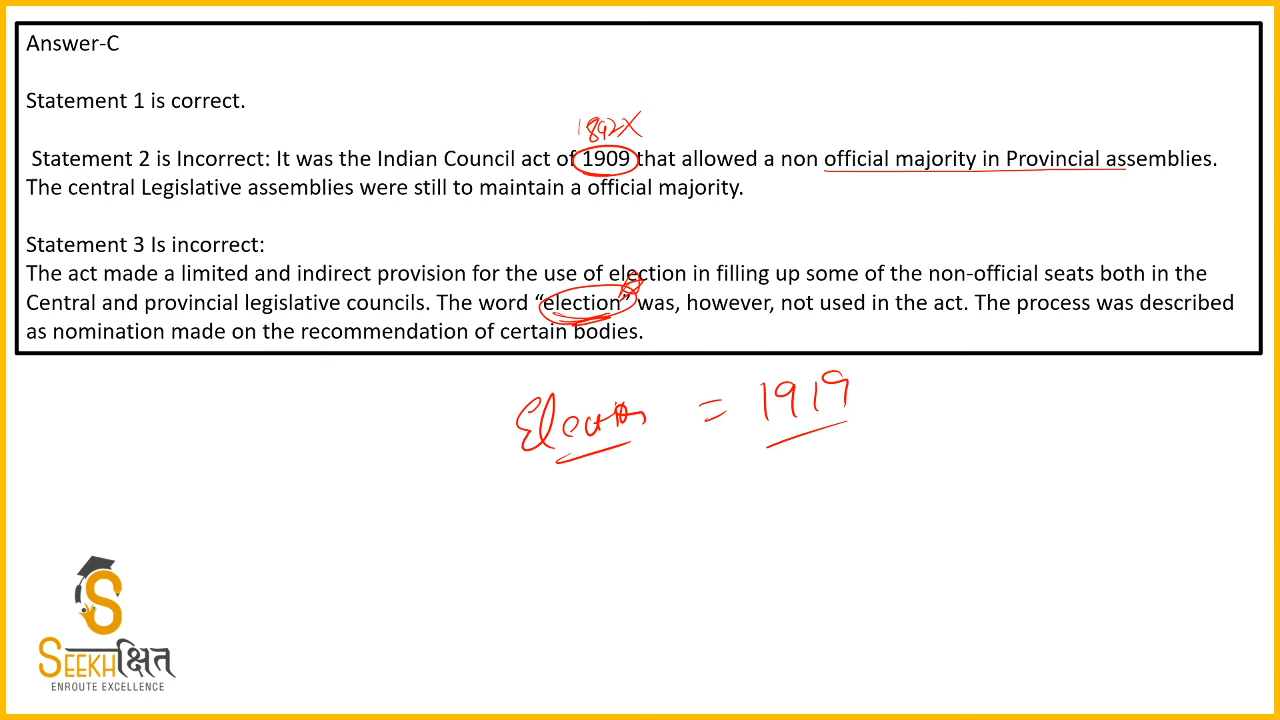 Answer-C
Statement 1 is correct.
1892X
Statement 2 is Incorrect: It was the Indian Council act of 1909 that allowed a non official majority in Provincial assemblies.
The central Legislative assemblies were still to maintain a official majority.
Statement 3 Is incorrect:
The act made a limited and indirect provision for the use of election in filling up some of the non-official seats both in the
Central and provincial legislative councils. The word “election” was, however, not used in the act. The process was described
as nomination made on the recommendation of certain bodies.
Election = 1919
S
SEEKHक्षित
ENROUTE EXCELLENCE